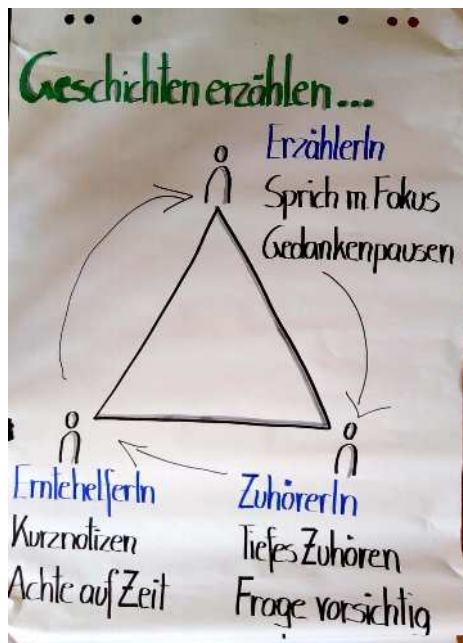 Geschichten erzählen...
ErzählerIn
Sprich m. Fokus
Gedankenpausen
ErntehelferIn
Kurznotizen
Achte auf Zeit
ZuhörerIn
Tiefes Zuhören
Frage vorsichtig